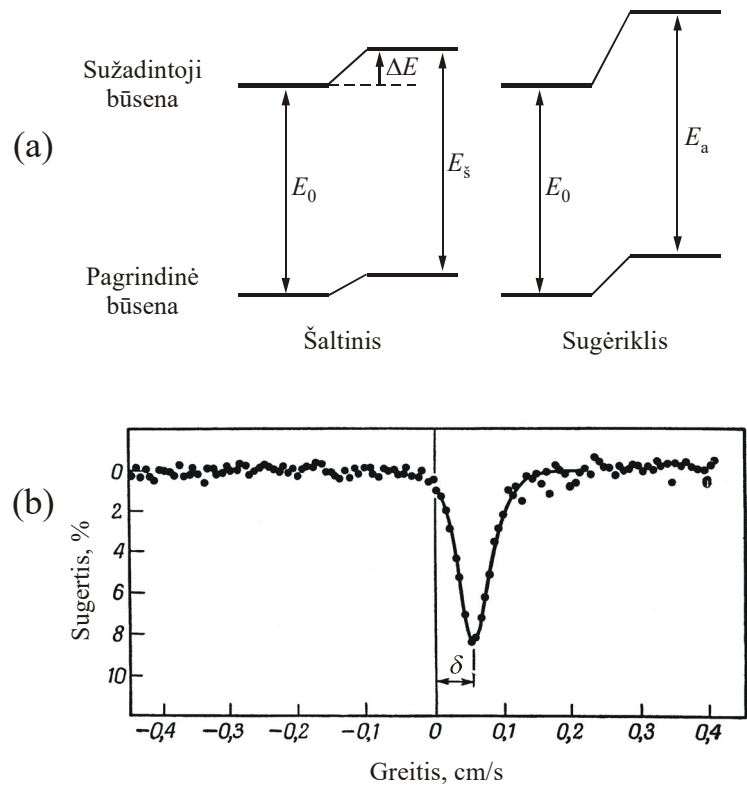 (a)
Sužadintoji
būsena
ΔE
E₀
Eš
E₀
Eₐ
Pagrindinė
būsena
Šaltinis
Sugėriklis
(b)
Sugertis, %
0
2
4
6
8
10
δ
−0,4
−0,3
−0,2
−0,1
0
0,1
0,2
0,3
0,4
Greitis, cm/s